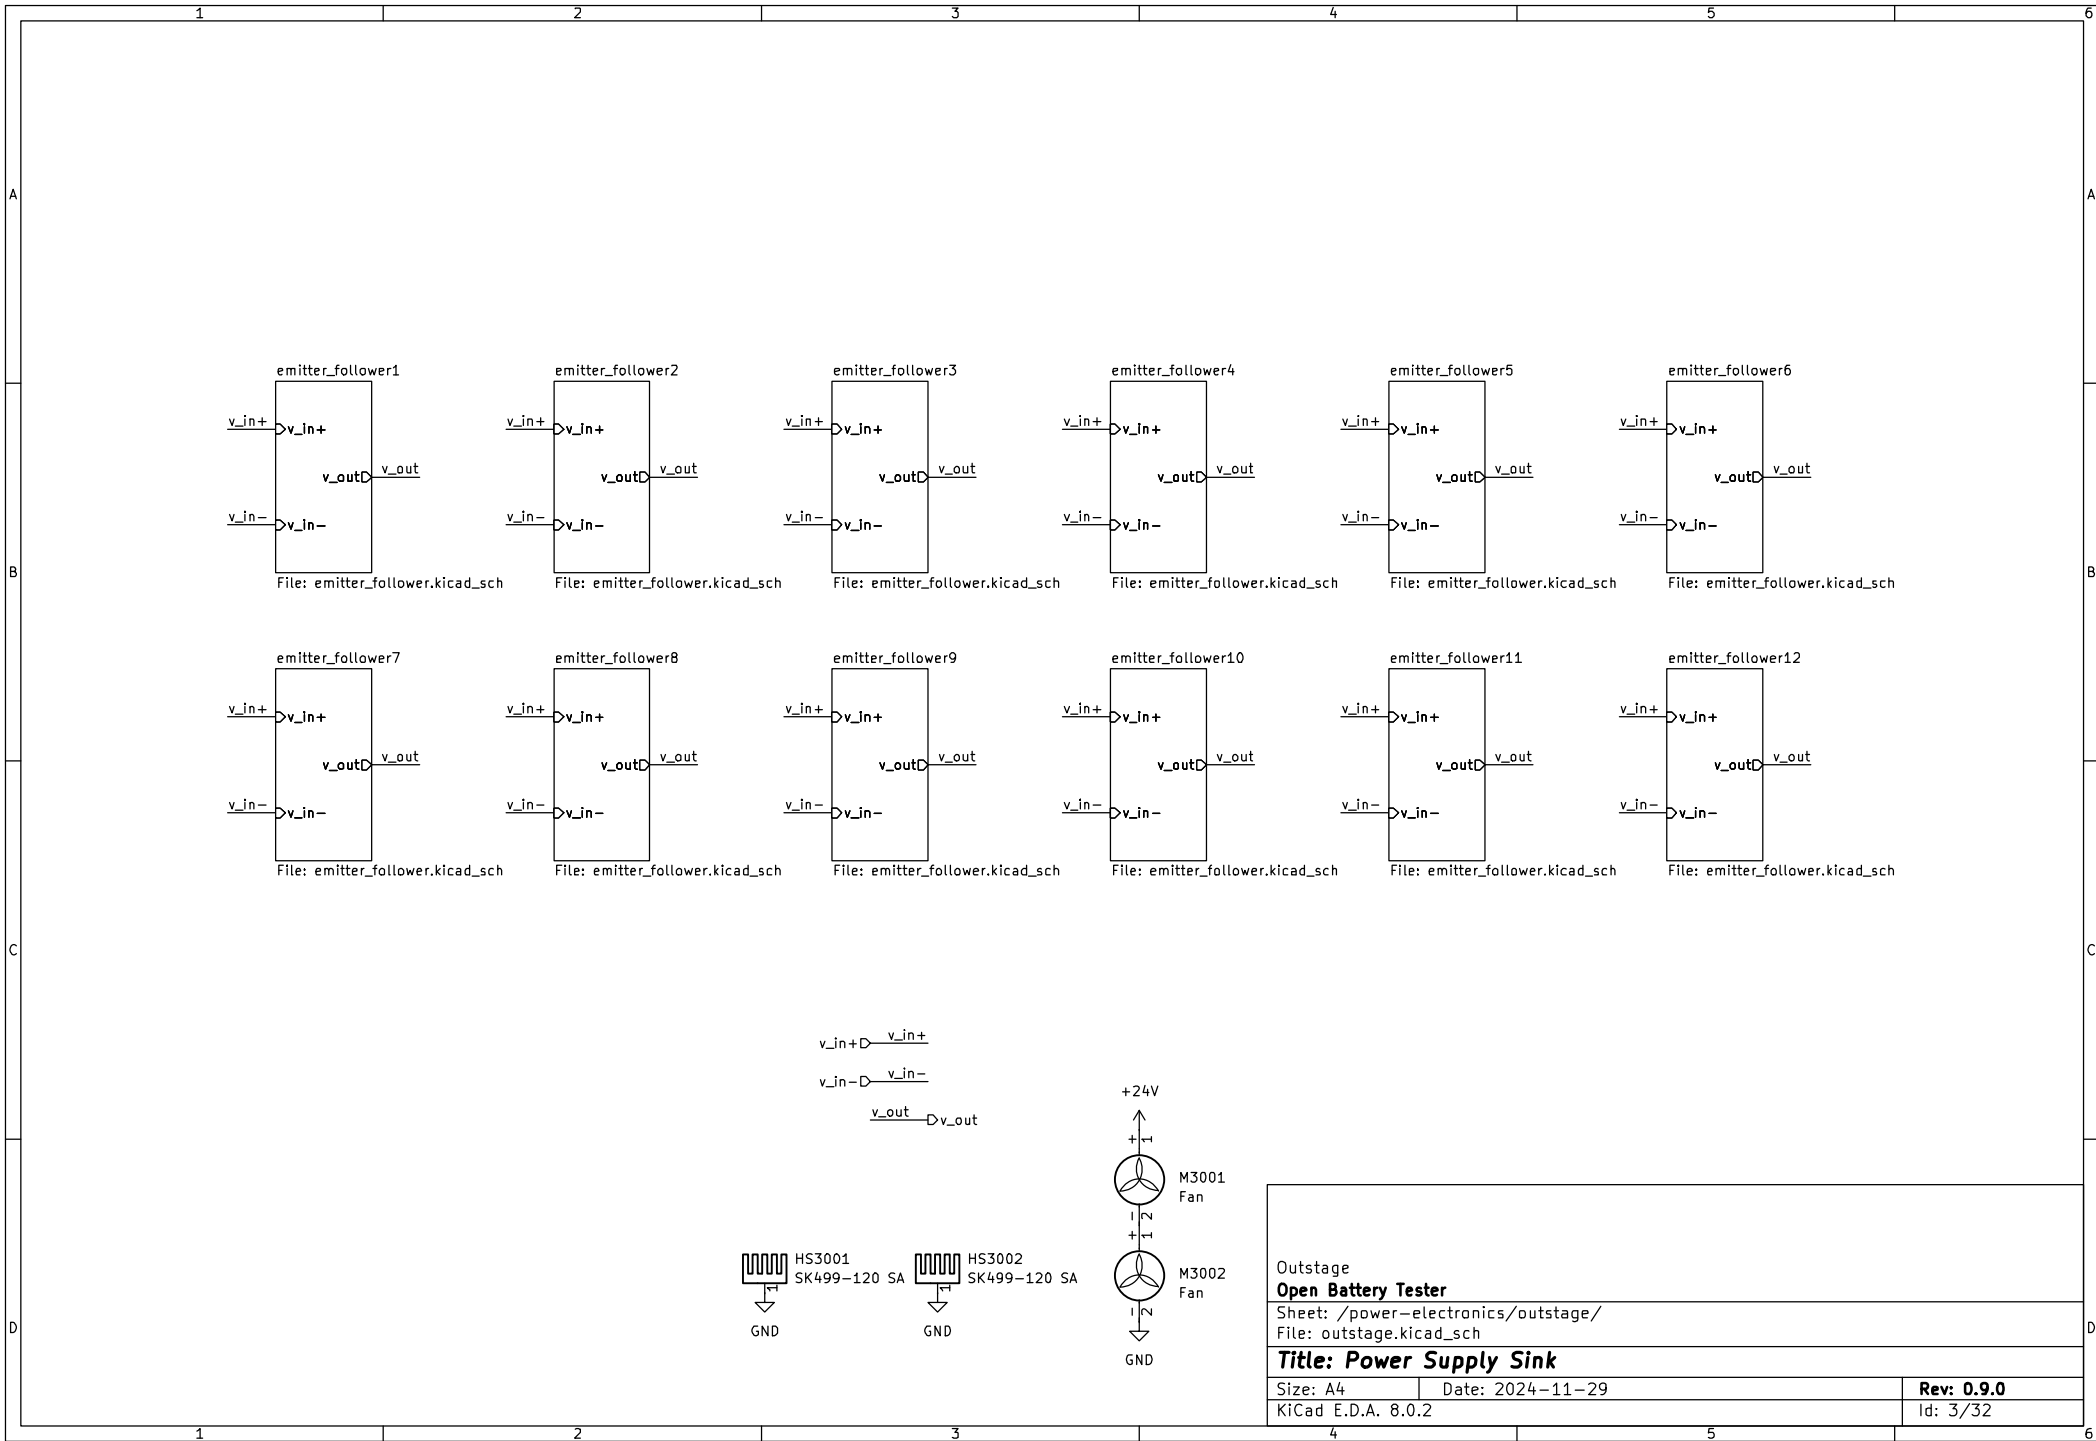 1 2 3 4 5 6
A A
emitter_follower1 emitter_follower2 emitter_follower3 emitter_follower4 emitter_follower5 emitter_follower6
v_in+ v_in+ v_in+ v_in+ v_in+ v_in+ v_in+ v_in+ v_in+ v_in+ v_in+ v_in+
v_out v_out v_out v_out v_out v_out v_out v_out v_out v_out v_out v_out
v_in- v_in- v_in- v_in- v_in- v_in- v_in- v_in- v_in- v_in- v_in- v_in-
B B
File: emitter_follower.kicad_sch File: emitter_follower.kicad_sch File: emitter_follower.kicad_sch File: emitter_follower.kicad_sch File: emitter_follower.kicad_sch File: emitter_follower.kicad_sch
emitter_follower7 emitter_follower8 emitter_follower9 emitter_follower10 emitter_follower11 emitter_follower12
v_in+ v_in+ v_in+ v_in+ v_in+ v_in+ v_in+ v_in+ v_in+ v_in+ v_in+ v_in+
v_out v_out v_out v_out v_out v_out v_out v_out v_out v_out v_out v_out
v_in- v_in- v_in- v_in- v_in- v_in- v_in- v_in- v_in- v_in- v_in- v_in-
File: emitter_follower.kicad_sch File: emitter_follower.kicad_sch File: emitter_follower.kicad_sch File: emitter_follower.kicad_sch File: emitter_follower.kicad_sch File: emitter_follower.kicad_sch
C C
v_in+ v_in+
v_in- v_in-
v_out v_out
+24V
+ 1
M3001
Fan
- 2
+ 1
M3002
Fan
- 2
GND
HS3001
SK499-120 SA
1
GND
HS3002
SK499-120 SA
1
GND
Outstage
Open Battery Tester
Sheet: /power-electronics/outstage/
File: outstage.kicad_sch
D D
Title: Power Supply Sink
Size: A4 Date: 2024-11-29 Rev: 0.9.0
KiCad E.D.A. 8.0.2 Id: 3/32
1 2 3 4 5 6